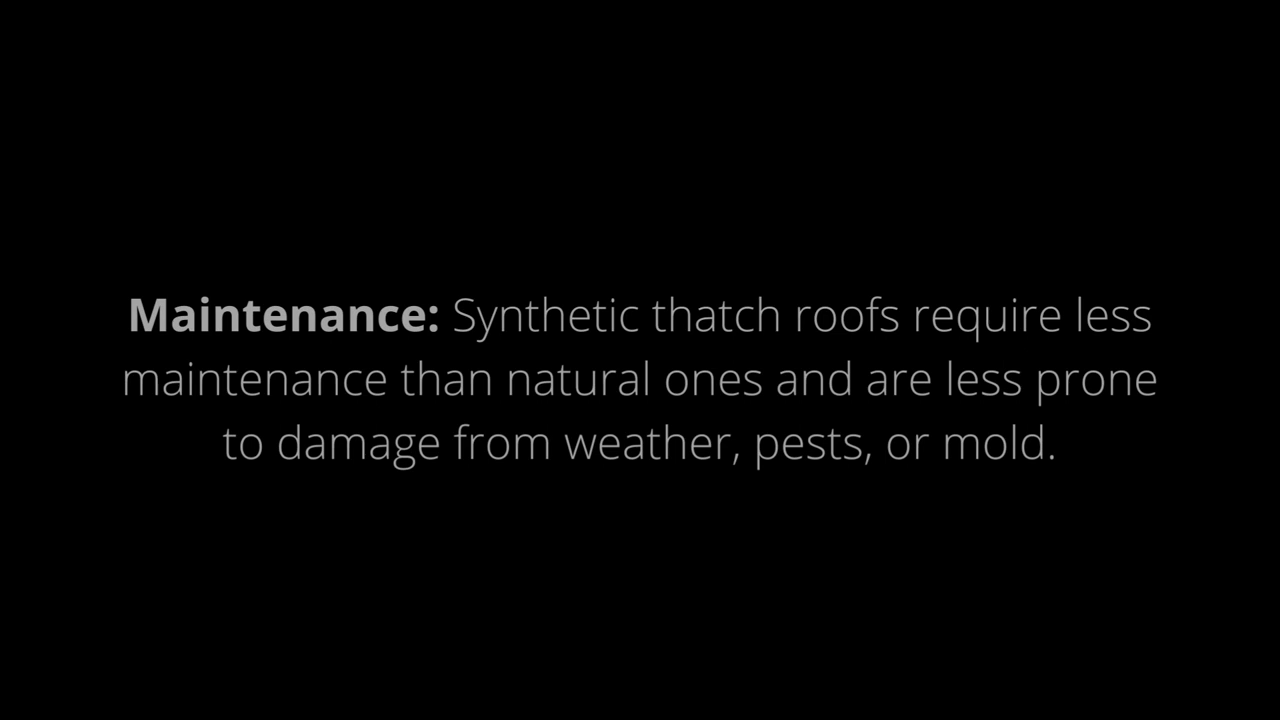 Maintenance: Synthetic thatch roofs require less
maintenance than natural ones and are less prone
to damage from weather, pests, or mold.